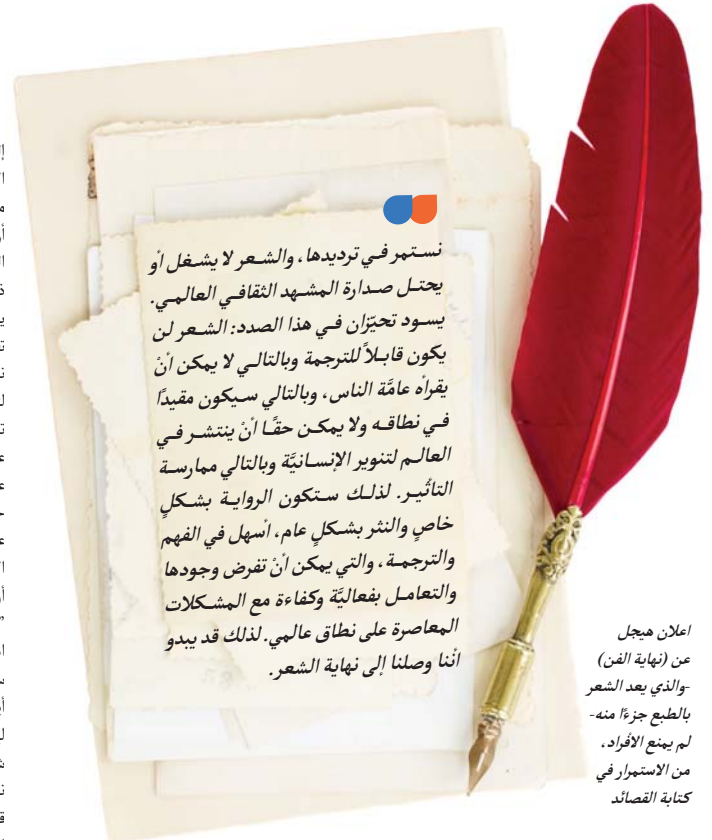 نستمر في ترديدها، والشعر لا يشغل أو
يحتل صدارة المشهد الثقافي العالمي.
يسود تحيّزان في هذا الصدد: الشعر لن
يكون قابلاً للترجمة وبالتالي لا يمكن أنْ
يقرأه عامَّة الناس، وبالتالي سيكون مقيدًا
في نطاقه ولا يمكن حقًّا أنْ ينتشر في
العالم لتنوير الإنسانيَّة وبالتالي ممارسة
التأثير. لذلك ستكون الرواية بشكلٍ
خاصٍ والنثر بشكلٍ عام، أسهل في الفهم
والترجمة، والتي يمكن أنْ تفرض وجودها
والتعامل بفعاليَّة وكفاءة مع المشكلات
المعاصرة على نطاق عالمي. لذلك قد يبدو
أننا وصلنا إلى نهاية الشعر.
اعلان هيجل
عن (نهاية الفن)
-والذي يعد الشعر
بالطبع جزءًا منه-
لم يمنع الأفراد،
من الاستمرار في
كتابة القصائد